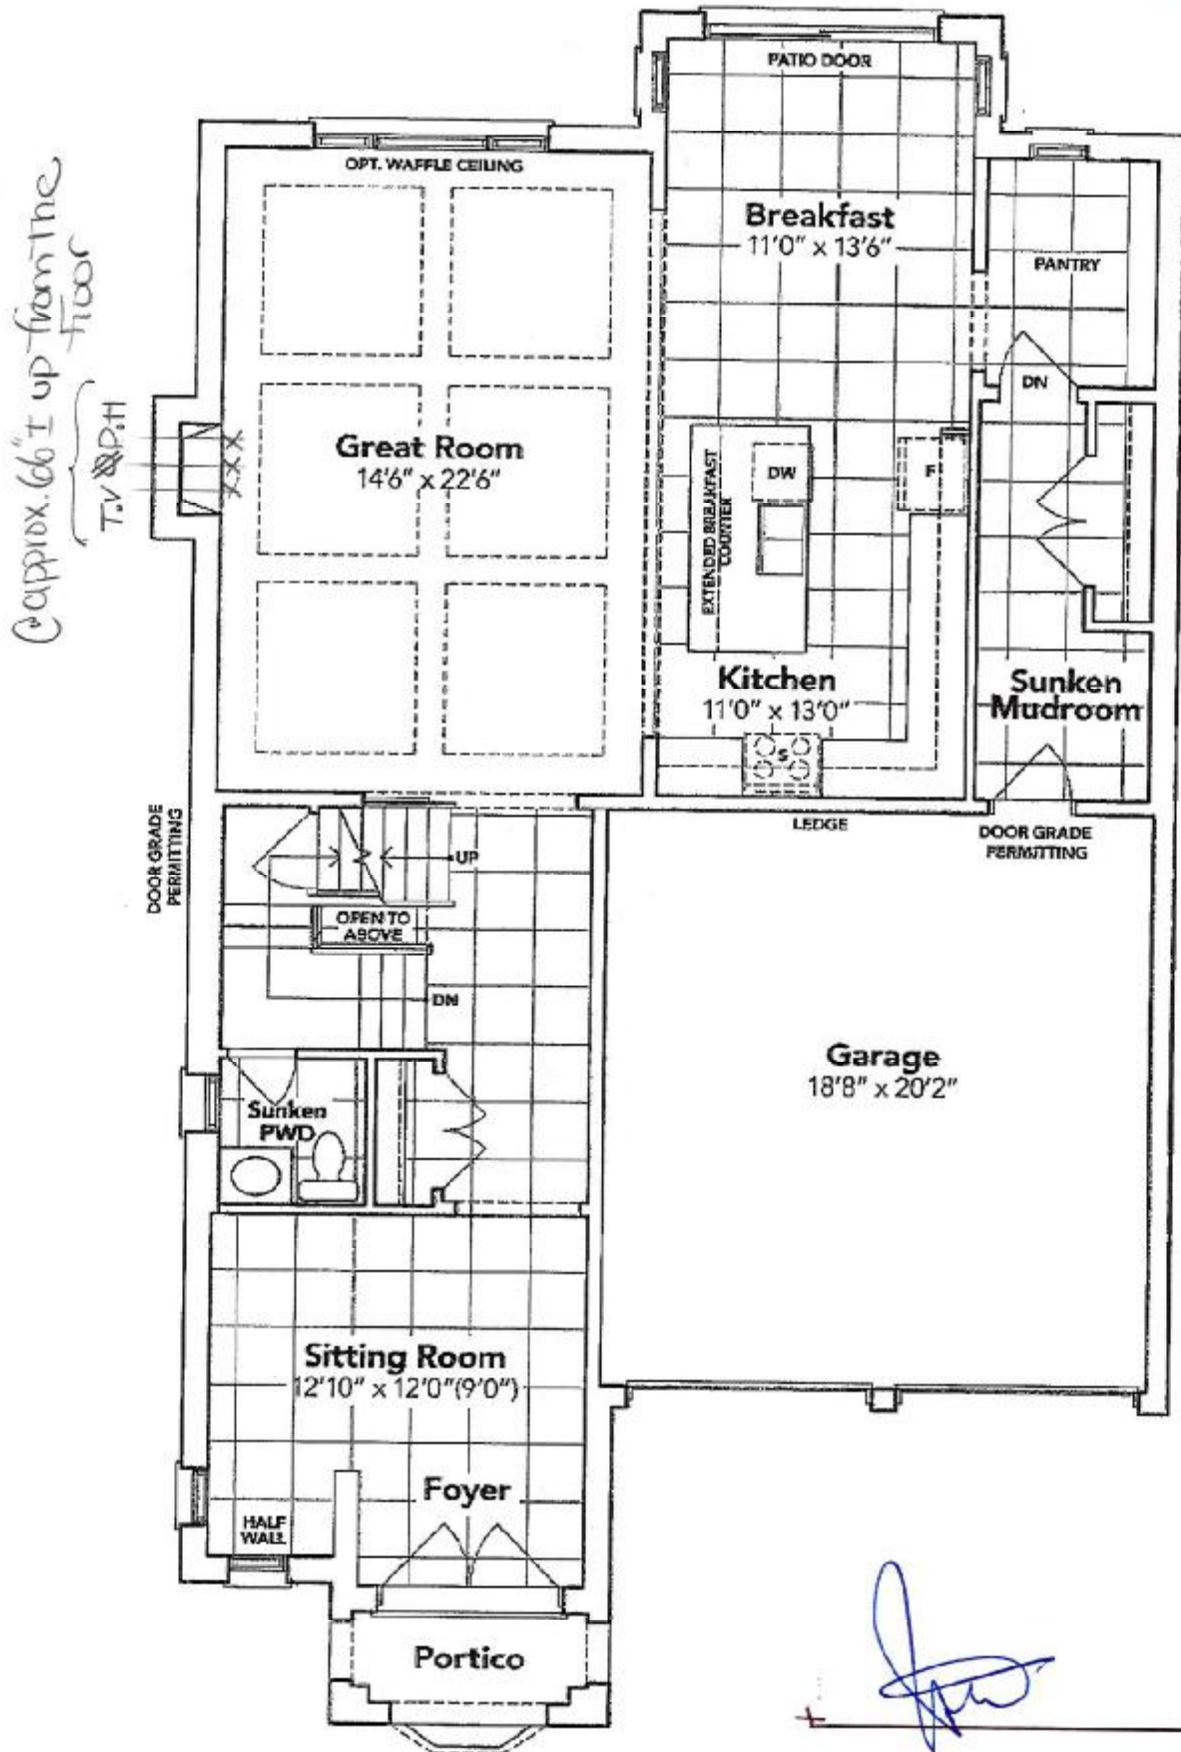 PATIO DOOR
OPT. WAFFLE CEILING
Breakfast
11'0" x 13'6"
PANTRY
DN
@approx. 66" I up from the
Floor
T.V
Great Room
14'6" x 22'6"
EXTENDED BREAKFAST
COUNTER
DW
F
Kitchen
11'0" x 13'0"
S
Sunken
Mudroom
LEDGE
DOOR GRADE
PERMITTING
DOOR GRADE
PERMITTING
UP
OPEN TO
ABOVE
DN
Garage
18'8" x 20'2"
Sunken
PWD
Sitting Room
12'10" x 12'0"(9'0")
Foyer
HALF
WALL
Portico